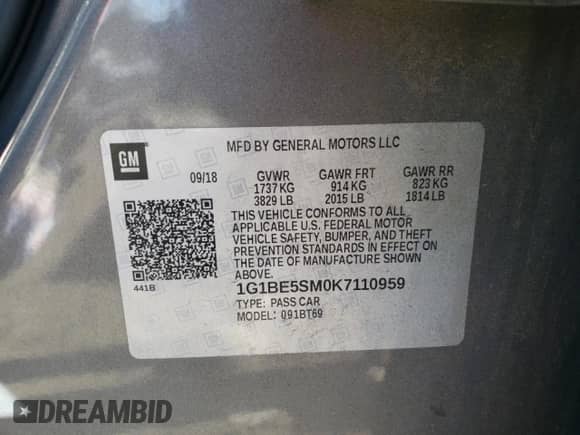 GM
MFD BY GENERAL MOTORS LLC
09/18 GVWR GAWR FRT GAWR RR
1737 KG 914 KG 823 KG
3829 LB 2015 LB 1814 LB
THIS VEHICLE CONFORMS TO ALL
APPLICABLE U.S. FEDERAL MOTOR
VEHICLE SAFETY, BUMPER, AND THEFT
PREVENTION STANDARDS IN EFFECT ON
THE DATE OF MANUFACTURE SHOWN
ABOVE.
441B
1G1BE5SM0K7110959
TYPE: PASS CAR
MODEL: 091BT69
DREAMBID